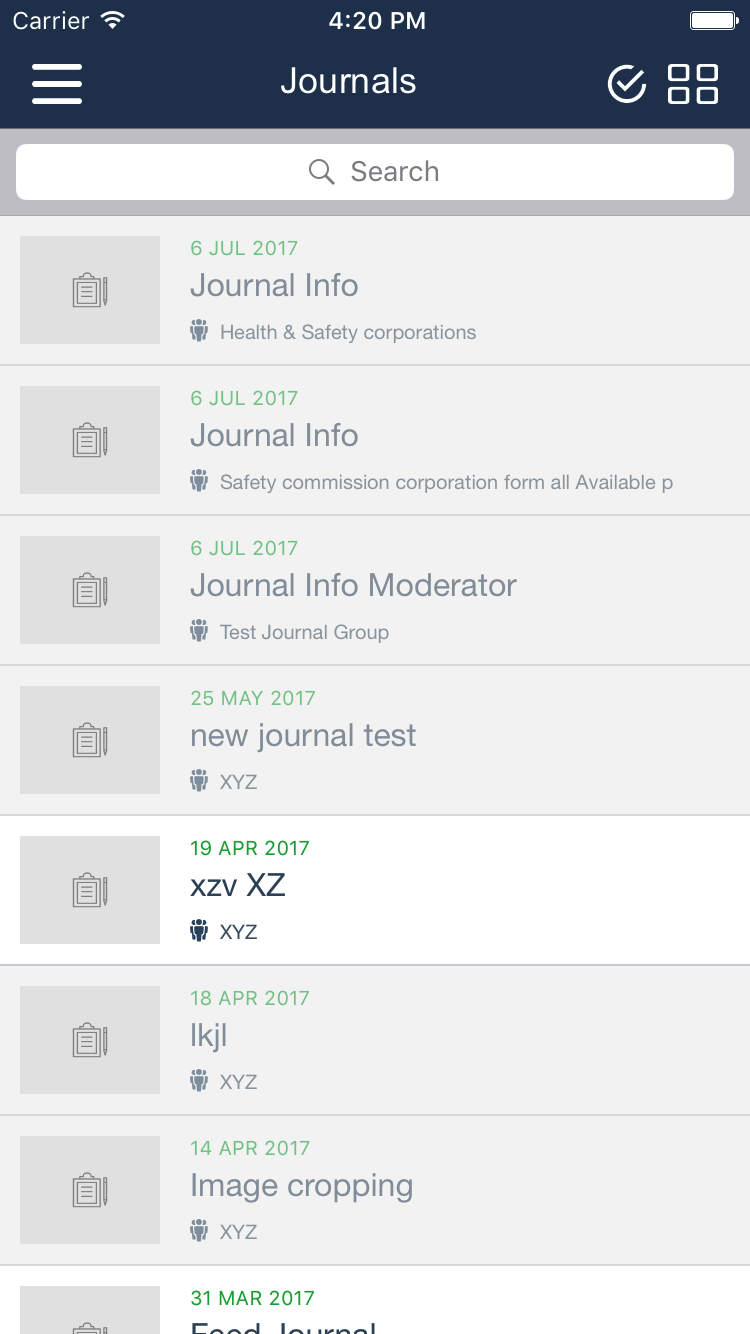 Carrier 4:20 PM
Journals
Search
6 JUL 2017
Journal Info
Health & Safety corporations
6 JUL 2017
Journal Info
Safety commission corporation form all Available p
6 JUL 2017
Journal Info Moderator
Test Journal Group
25 MAY 2017
new journal test
XYZ
19 APR 2017
xzv XZ
XYZ
18 APR 2017
lkjl
XYZ
14 APR 2017
Image cropping
XYZ
31 MAR 2017
Feed Journal